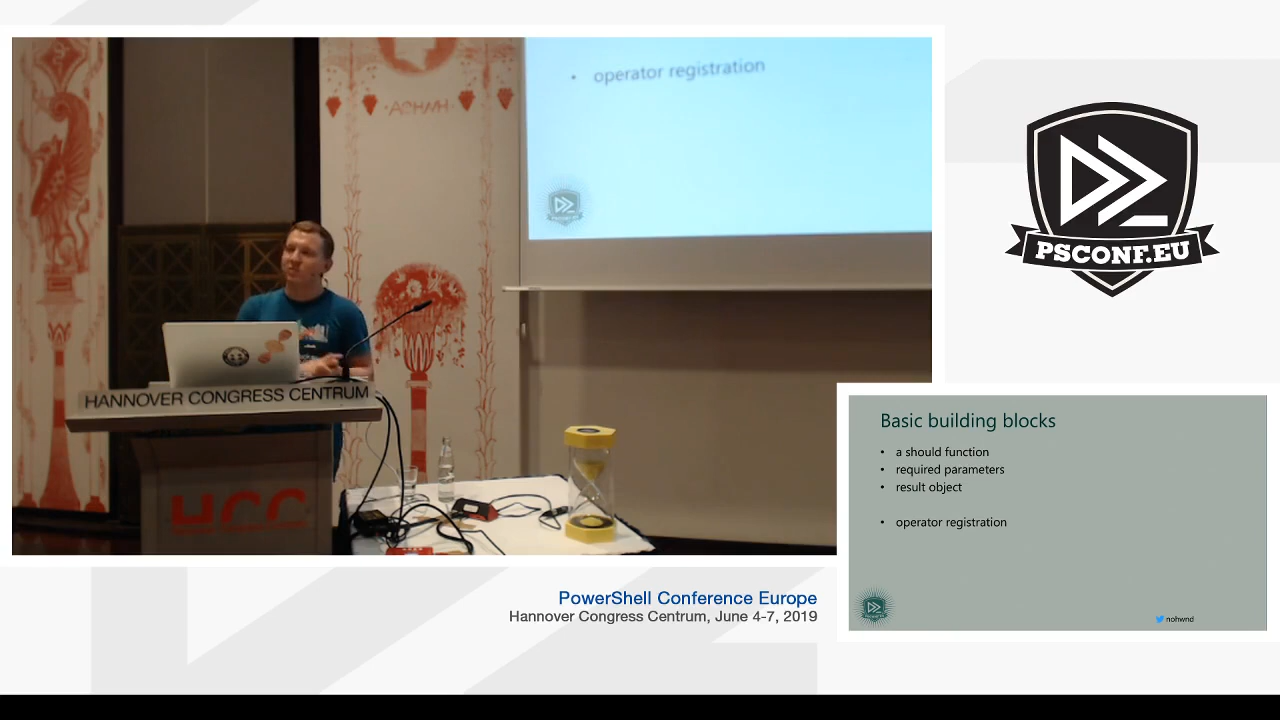 • operator registration
HANNOVER CONGRESS CENTRUM
HCC
PSCONF.EU
Basic building blocks
• a should function
• required parameters
• result object
• operator registration
nohwnd
PowerShell Conference Europe
Hannover Congress Centrum, June 4-7, 2019